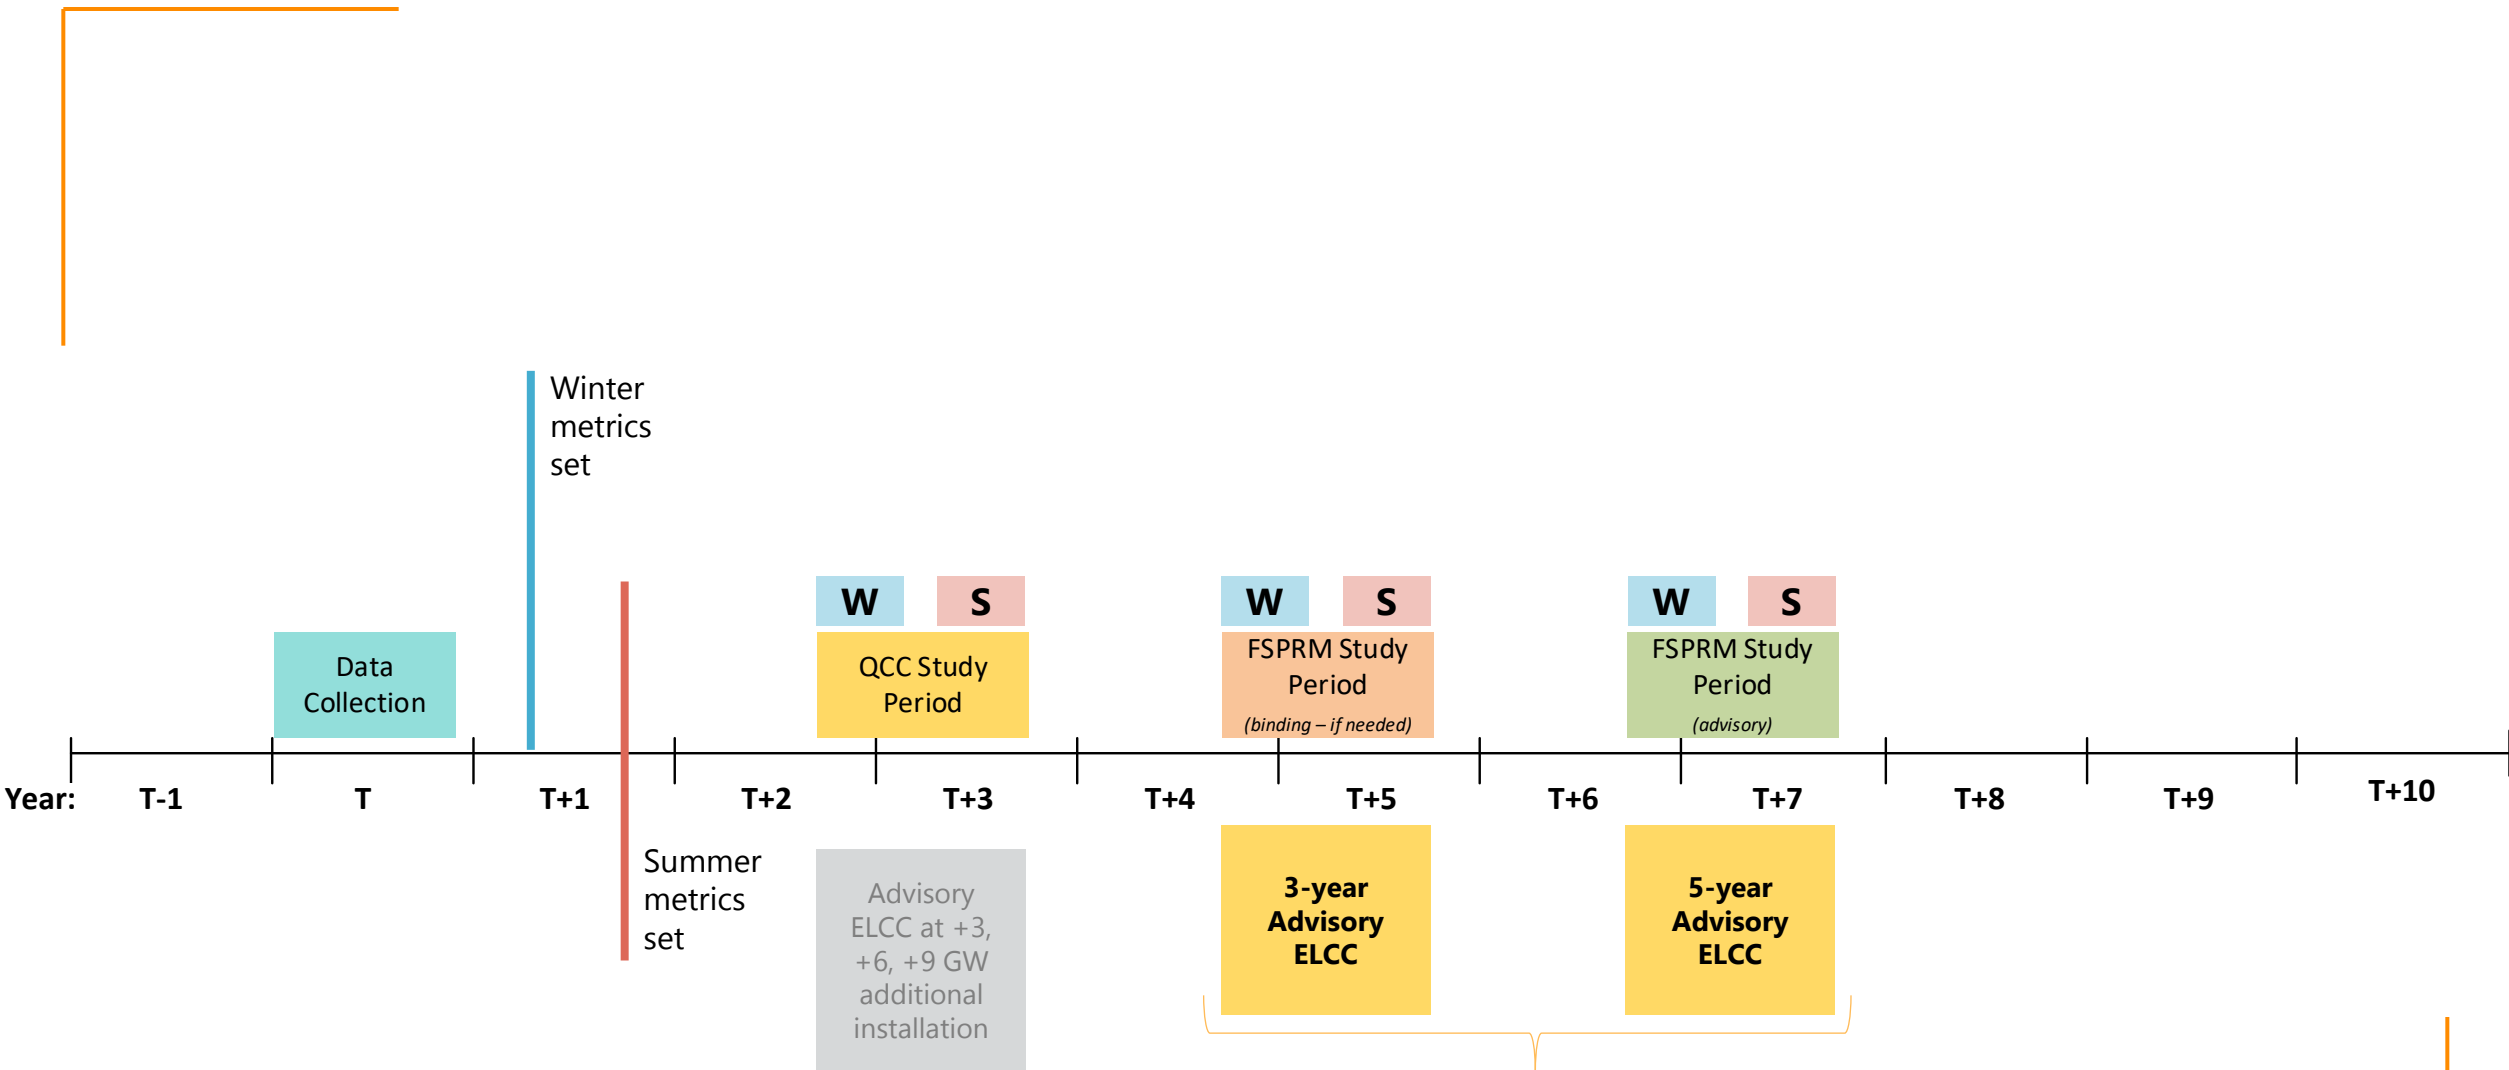 Winter
metrics
set
W
S
W
S
W
S
Data
Collection
QCC Study
Period
FSPRM Study
Period
(binding – if needed)
FSPRM Study
Period
(advisory)
Year:
T-1
T
T+1
T+2
T+3
T+4
T+5
T+6
T+7
T+8
T+9
T+10
Summer
metrics
set
Advisory
ELCC at +3,
+6, +9 GW
additional
installation
3-year
Advisory
ELCC
5-year
Advisory
ELCC